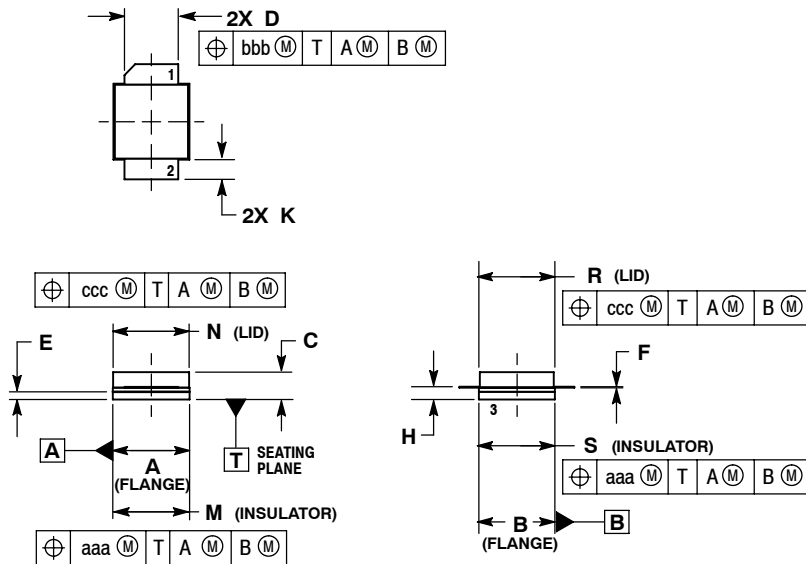 2X D
⌖ bbb Ⓜ T A Ⓜ B Ⓜ
1
2
2X K
⌖ ccc Ⓜ T A Ⓜ B Ⓜ
R (LID)
⌖ ccc Ⓜ T A Ⓜ B Ⓜ
E
N (LID)
C
F
3
H
A
A
(FLANGE)
T SEATING
PLANE
S (INSULATOR)
⌖ aaa Ⓜ T A Ⓜ B Ⓜ
M (INSULATOR)
B
(FLANGE)
B
⌖ aaa Ⓜ T A Ⓜ B Ⓜ